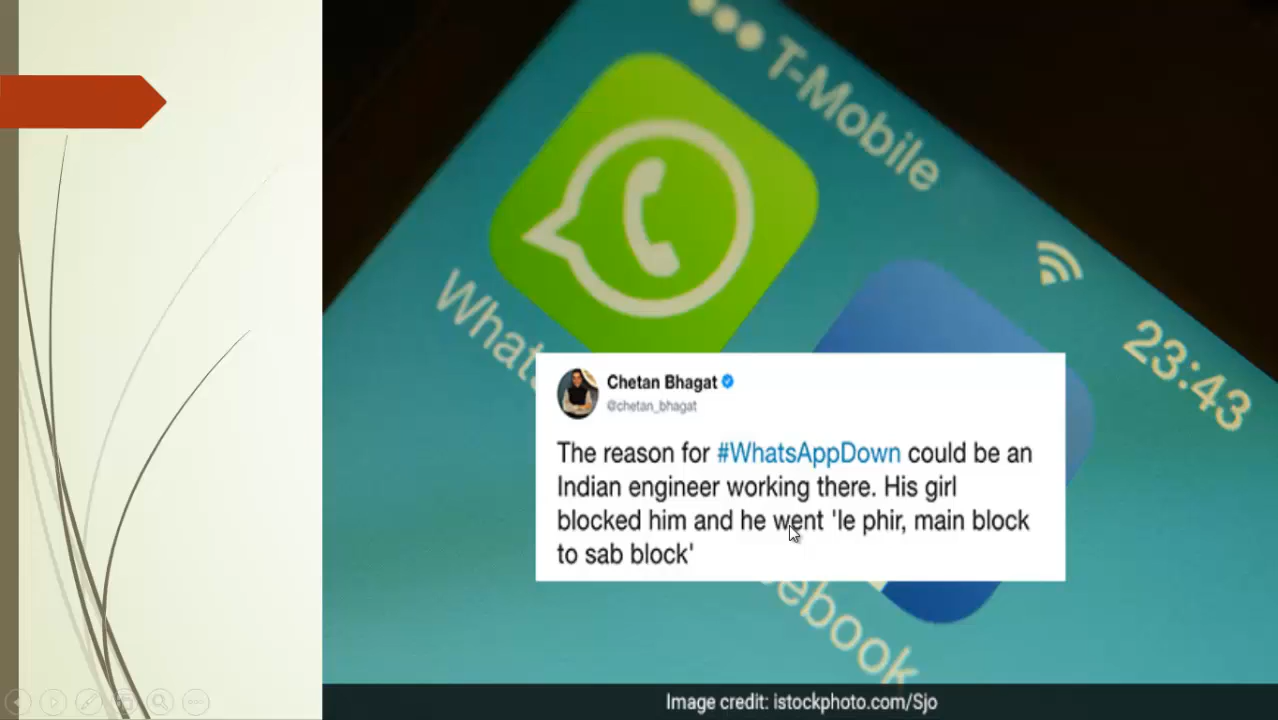 T-Mobile
23:43
Whats
Chetan Bhagat
@chetan_bhagat
The reason for #WhatsAppDown could be an
Indian engineer working there. His girl
blocked him and he went 'le phir, main block
to sab block'
ebook
Image credit: istockphoto.com/Sjo